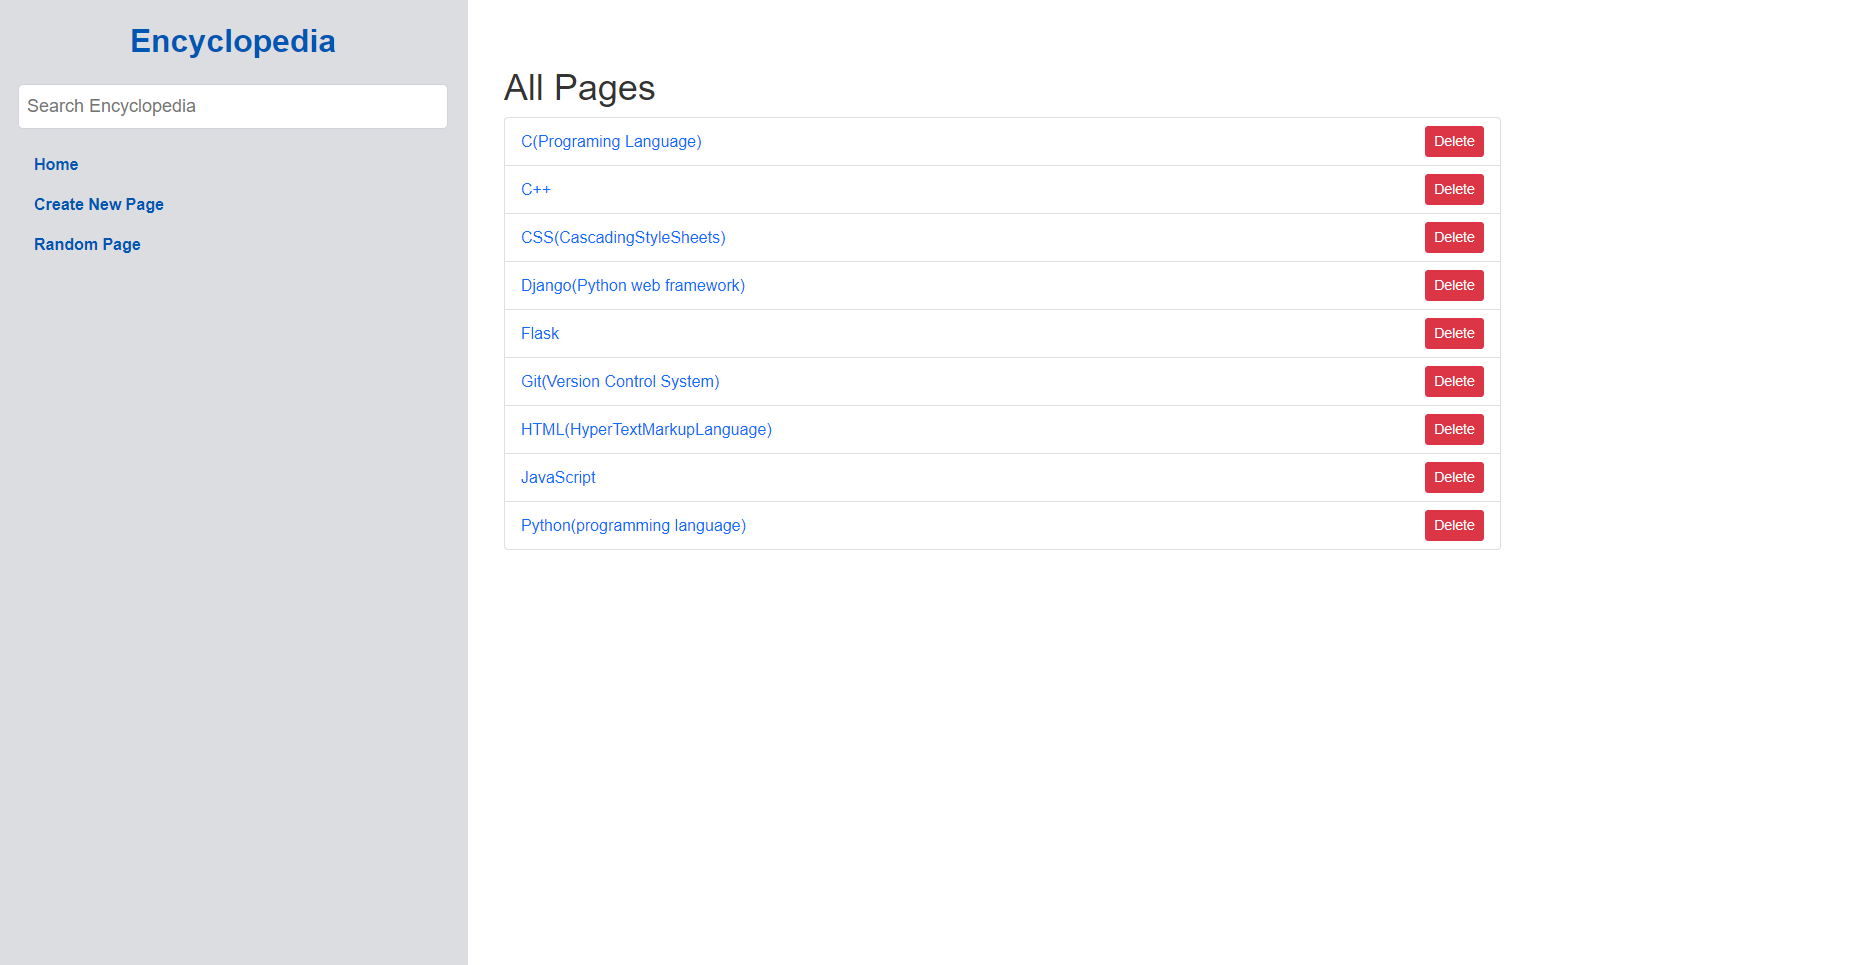 Encyclopedia
Search Encyclopedia
Home
Create New Page
Random Page
All Pages
C(Programing Language) Delete
C++ Delete
CSS(CascadingStyleSheets) Delete
Django(Python web framework) Delete
Flask Delete
Git(Version Control System) Delete
HTML(HyperTextMarkupLanguage) Delete
JavaScript Delete
Python(programming language) Delete